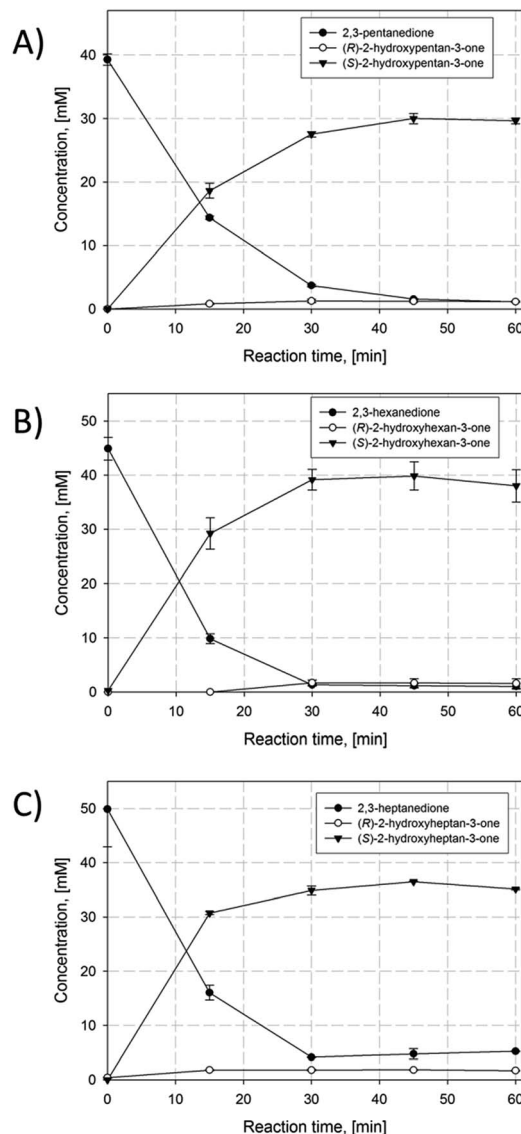 A)
2,3-pentanedione
(R)-2-hydroxypentan-3-one
(S)-2-hydroxypentan-3-one
Concentration, [mM]
40
30
20
10
0
0 10 20 30 40 50 60
Reaction time, [min]
B)
2,3-hexanedione
(R)-2-hydroxyhexan-3-one
(S)-2-hydroxyhexan-3-one
Concentration, [mM]
50
40
30
20
10
0
0 10 20 30 40 50 60
Reaction time, [min]
C)
2,3-heptanedione
(R)-2-hydroxyheptan-3-one
(S)-2-hydroxyheptan-3-one
Concentration, [mM]
50
40
30
20
10
0
0 10 20 30 40 50 60
Reaction time, [min]